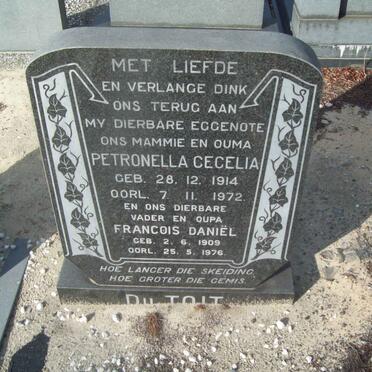 MET LIEFDE
EN VERLANGE DINK
ONS TERUG AAN
MY DIERBARE EGGENOTE
ONS MAMMIE EN OUMA
PETRONELLA CECELIA
GEB. 28. 12. 1914
OORL. 7. 11. 1972
EN ONS DIERBARE
VADER EN OUPA
FRANCOIS DANIËL
GEB. 2. 6. 1909
OORL. 25. 5. 1976
HOE LANGER DIE SKEIDING,
HOE GROTER DIE GEMIS.
DU TOIT